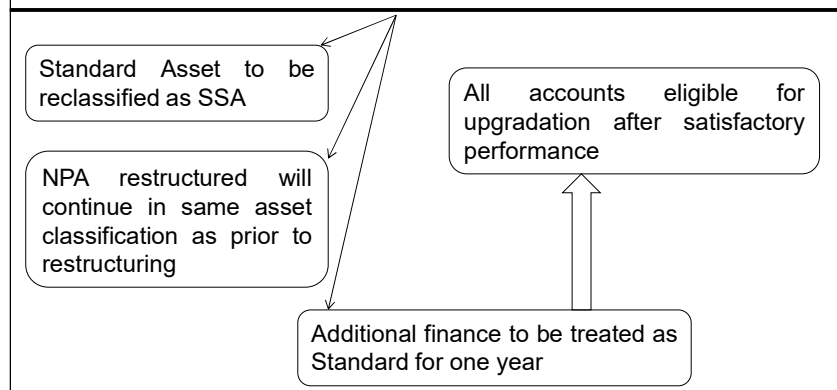 Standard Asset to be
reclassified as SSA
All accounts eligible for
upgradation after satisfactory
performance
NPA restructured will
continue in same asset
classification as prior to
restructuring
Additional finance to be treated as
Standard for one year